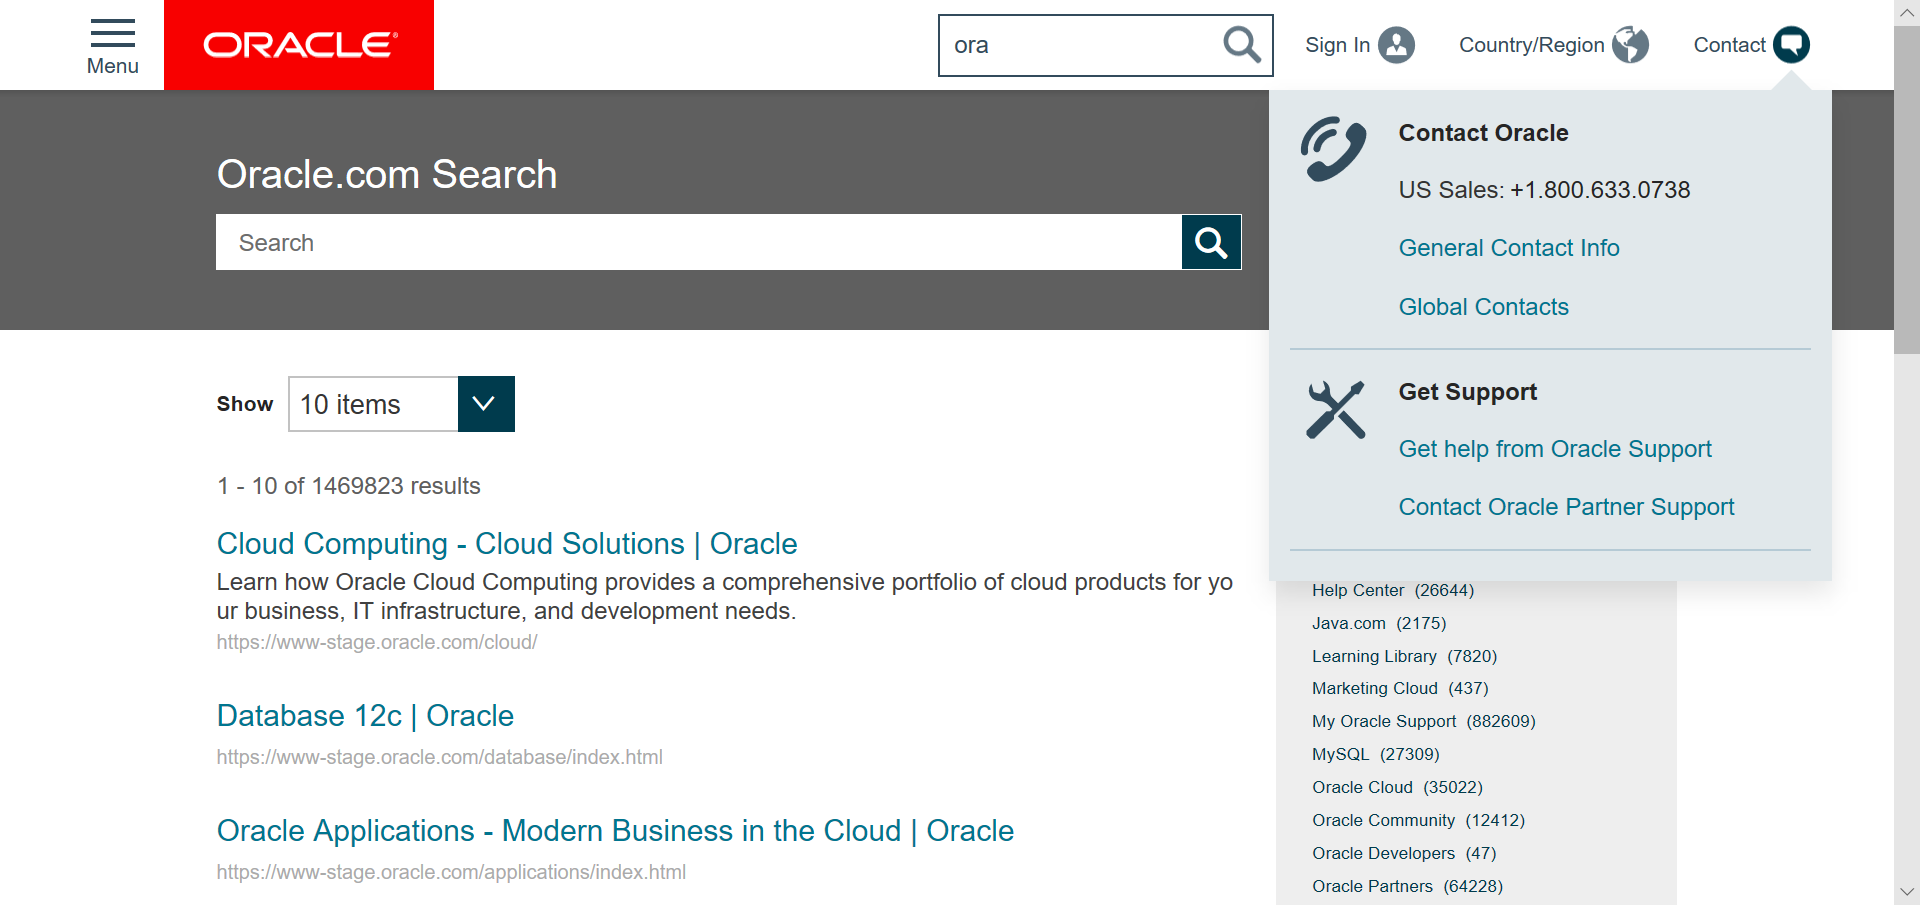 Menu
ORACLE®
ora
Sign In
Country/Region
Contact
Oracle.com Search
Search
Contact Oracle
US Sales: +1.800.633.0738
General Contact Info
Global Contacts
Get Support
Get help from Oracle Support
Contact Oracle Partner Support
Show
10 items
1 - 10 of 1469823 results
Cloud Computing - Cloud Solutions | Oracle
Learn how Oracle Cloud Computing provides a comprehensive portfolio of cloud products for yo
ur business, IT infrastructure, and development needs.
https://www-stage.oracle.com/cloud/
Database 12c | Oracle
https://www-stage.oracle.com/database/index.html
Oracle Applications - Modern Business in the Cloud | Oracle
https://www-stage.oracle.com/applications/index.html
Help Center (26644)
Java.com (2175)
Learning Library (7820)
Marketing Cloud (437)
My Oracle Support (882609)
MySQL (27309)
Oracle Cloud (35022)
Oracle Community (12412)
Oracle Developers (47)
Oracle Partners (64228)